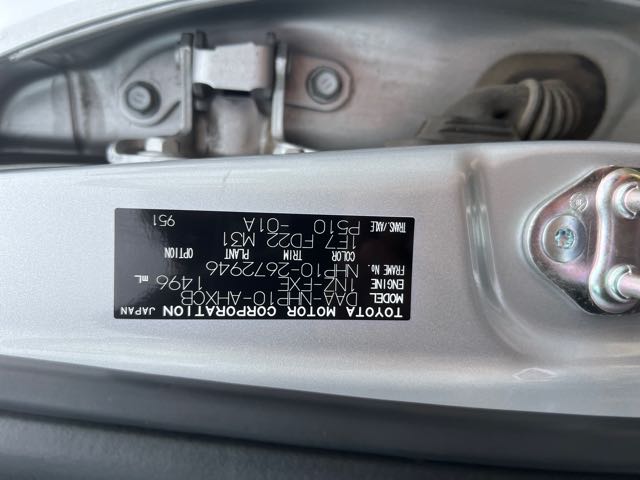 TOYOTA MOTOR CORPORATION JAPAN
MODEL DAA-NHP10-AHXCB
ENGINE 1NZ-FXE 1496 mL
FRAME No. NHP10-2672946
COLOR TRIM PLANT OPTION
1E7 FD22 M31
TRANS./AXLE P510 -01A
951